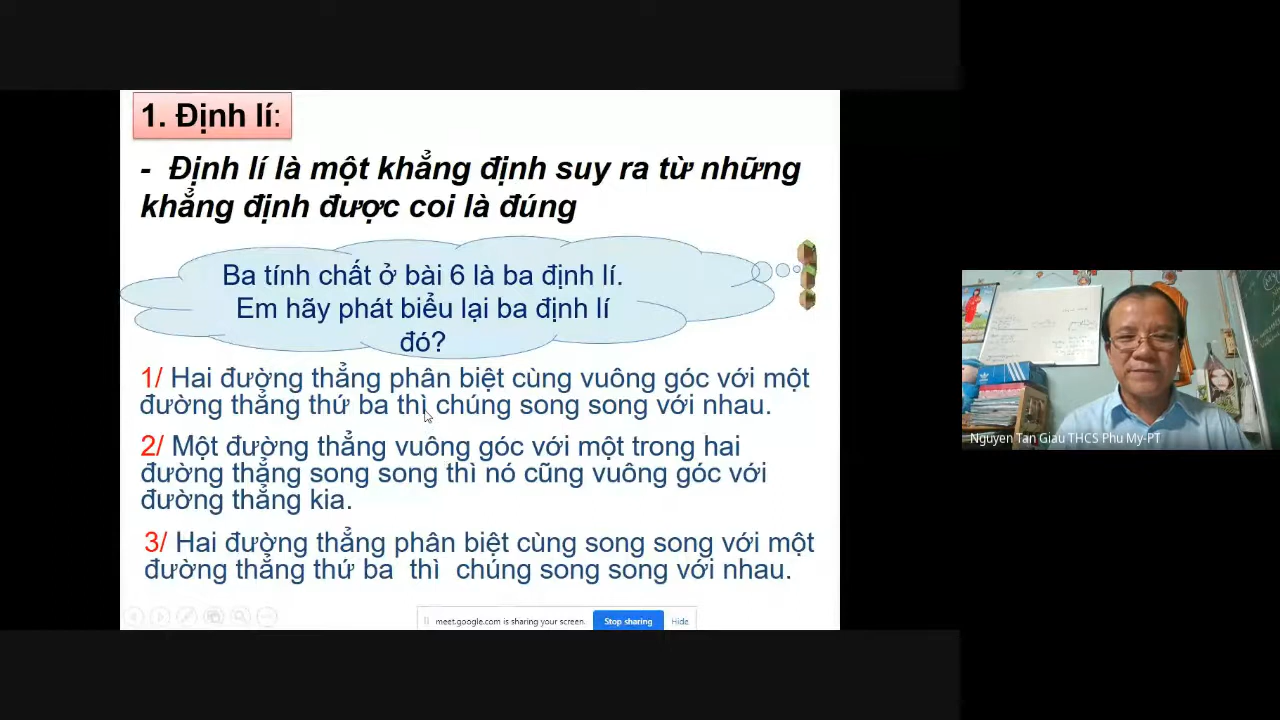 1. Định lí:
- Định lí là một khẳng định suy ra từ những
khẳng định được coi là đúng
Ba tính chất ở bài 6 là ba định lí.
Em hãy phát biểu lại ba định lí
đó?
1/ Hai đường thẳng phân biệt cùng vuông góc với một
đường thẳng thứ ba thì chúng song song với nhau.
2/ Một đường thẳng vuông góc với một trong hai
đường thẳng song song thì nó cũng vuông góc với
đường thẳng kia.
3/ Hai đường thẳng phân biệt cùng song song với một
đường thẳng thứ ba thì chúng song song với nhau.
meet.google.com is sharing your screen.
Stop sharing
Hide
Nguyen Tan Giau THCS Phu My-PT